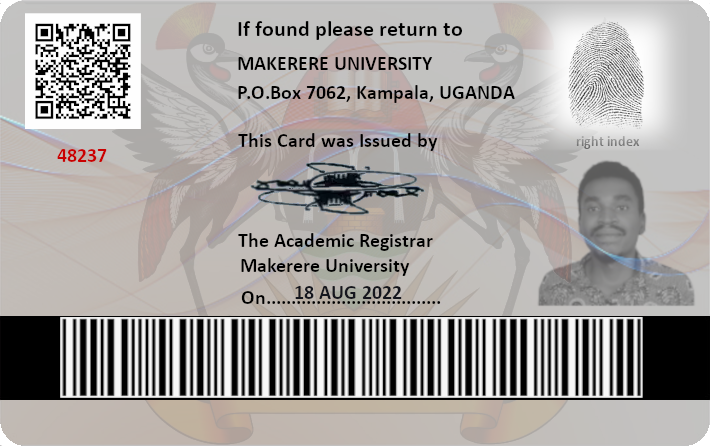 If found please return to
MAKERERE UNIVERSITY
P.O.Box 7062, Kampala, UGANDA
This Card was Issued by
The Academic Registrar
Makerere University
On......18 AUG 2022.........
48237
right index